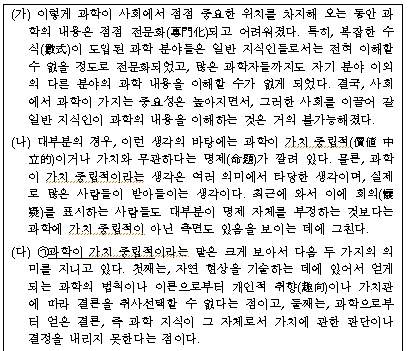 (가) 이렇게 과학이 사회에서 점점 중요한 위치를 차지해 오는 동안 과
학의 내용은 점점 전문화(專門化)되고 어려워졌다. 특히, 복잡한 수
식(數式)이 도입된 과학 분야들은 일반 지식인들로서는 전혀 이해할
수 없을 정도로 전문화되었고, 많은 과학자들까지도 자기 분야 이외
의 다른 분야의 과학 내용을 이해할 수가 없게 되었다. 결국, 사회
에서 과학이 가지는 중요성은 높아지면서, 그러한 사회를 이끌어 갈
일반 지식인이 과학의 내용을 이해하는 것은 거의 불가능해졌다.
(나) 대부분의 경우, 이런 생각의 바탕에는 과학이 가치 중립적(價値 中
立的)이거나 가치와 무관하다는 명제(命題)가 깔려 있다. 물론, 과학
이 가치 중립적이라는 생각은 여러 의미에서 타당한 생각이며, 실제
로 많은 사람들이 받아들이는 생각이다. 최근에 와서 이에 회의(懷
疑)를 표시하는 사람들도 대부분이 명제 자체를 부정하는 것보다는
과학에 가치 중립적이 아닌 측면도 있음을 보이는 데에 그친다.
(다) ㉠과학이 가치 중립적이라는 말은 크게 보아서 다음 두 가지의 의
미를 지니고 있다. 첫째는, 자연 현상을 기술하는 데에 있어서 얻게
되는 과학의 법칙이나 이론으로부터 개인적 취향(趣向)이나 가치관
에 따라 결론을 취사선택할 수 없다는 점이고, 둘째는, 과학으로부
터 얻은 결론, 즉 과학 지식이 그 자체로서 가치에 관한 판단이나
결정을 내리지 못한다는 점이다.